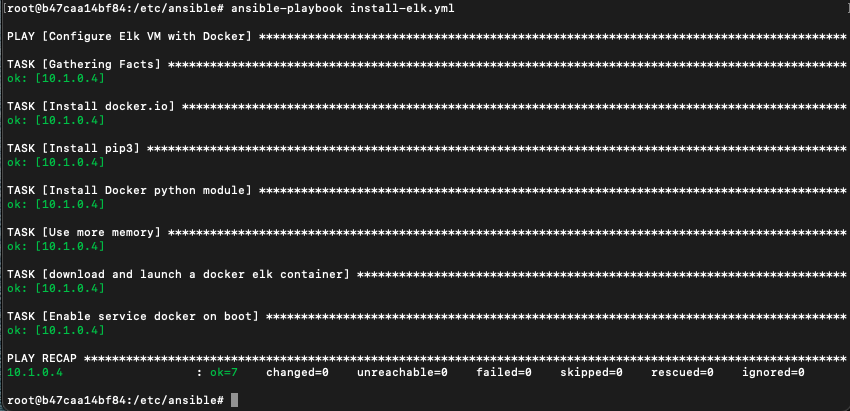 [root@b47caa14bf84:/etc/ansible# ansible-playbook install-elk.yml
PLAY [Configure Elk VM with Docker] ************************************************************************************
TASK [Gathering Facts] *************************************************************************************************
ok: [10.1.0.4]
TASK [Install docker.io] ***********************************************************************************************
ok: [10.1.0.4]
TASK [Install pip3] ****************************************************************************************************
ok: [10.1.0.4]
TASK [Install Docker python module] ************************************************************************************
ok: [10.1.0.4]
TASK [Use more memory] *************************************************************************************************
ok: [10.1.0.4]
TASK [download and launch a docker elk container] **********************************************************************
ok: [10.1.0.4]
TASK [Enable service docker on boot] ***********************************************************************************
ok: [10.1.0.4]
PLAY RECAP *************************************************************************************************************
10.1.0.4                   : ok=7    changed=0    unreachable=0    failed=0    skipped=0    rescued=0    ignored=0
root@b47caa14bf84:/etc/ansible#